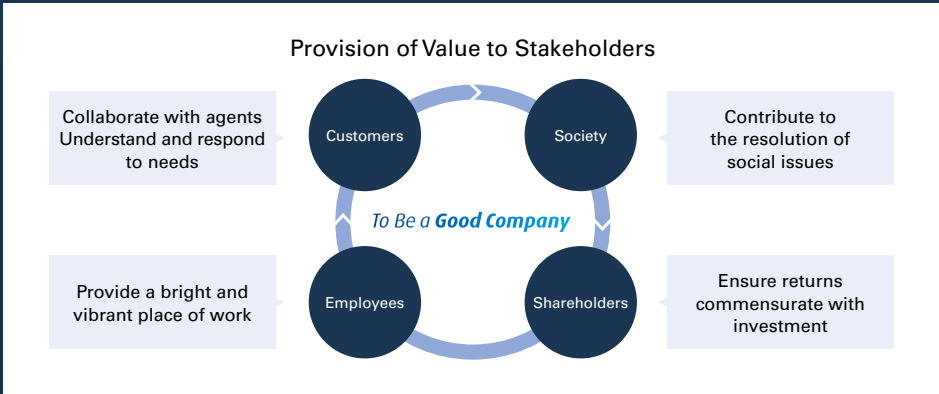 Provision of Value to Stakeholders
Collaborate with agents
Understand and respond
to needs
Customers
Society
Contribute to
the resolution of
social issues
To Be a Good Company
Provide a bright and
vibrant place of work
Employees
Shareholders
Ensure returns
commensurate with
investment